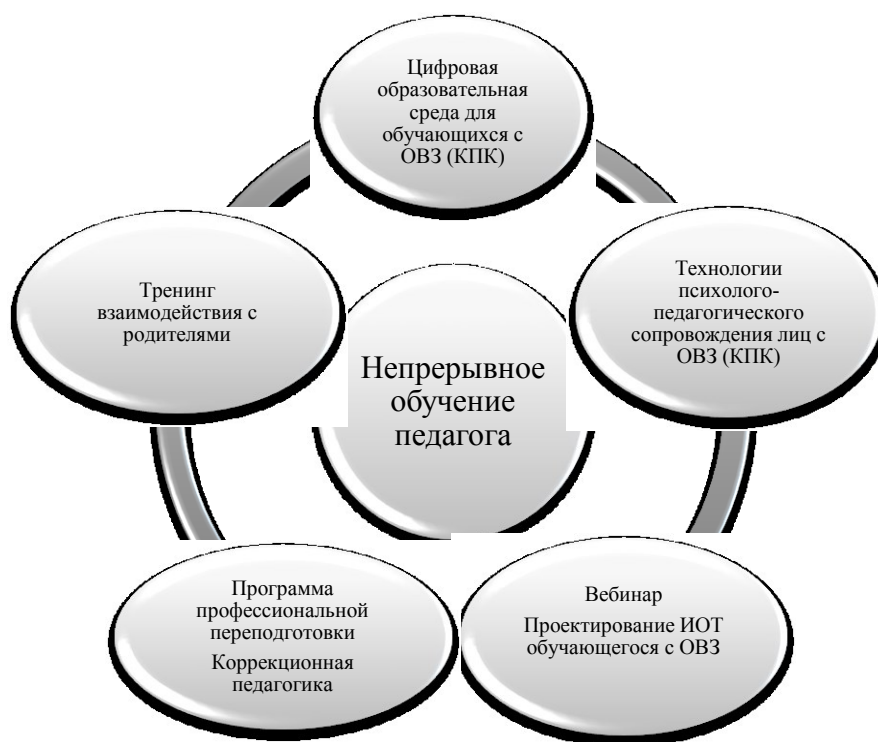 Цифровая
образовательная
среда для
обучающихся с
ОВЗ (КПК)
Тренинг
взаимодействия с
родителями
Технологии
психолого-
педагогического
сопровождения лиц с
ОВЗ (КПК)
Непрерывное
обучение
педагога
Программа
профессиональной
переподготовки
Коррекционная
педагогика
Вебинар
Проектирование ИОТ
обучающегося с ОВЗ